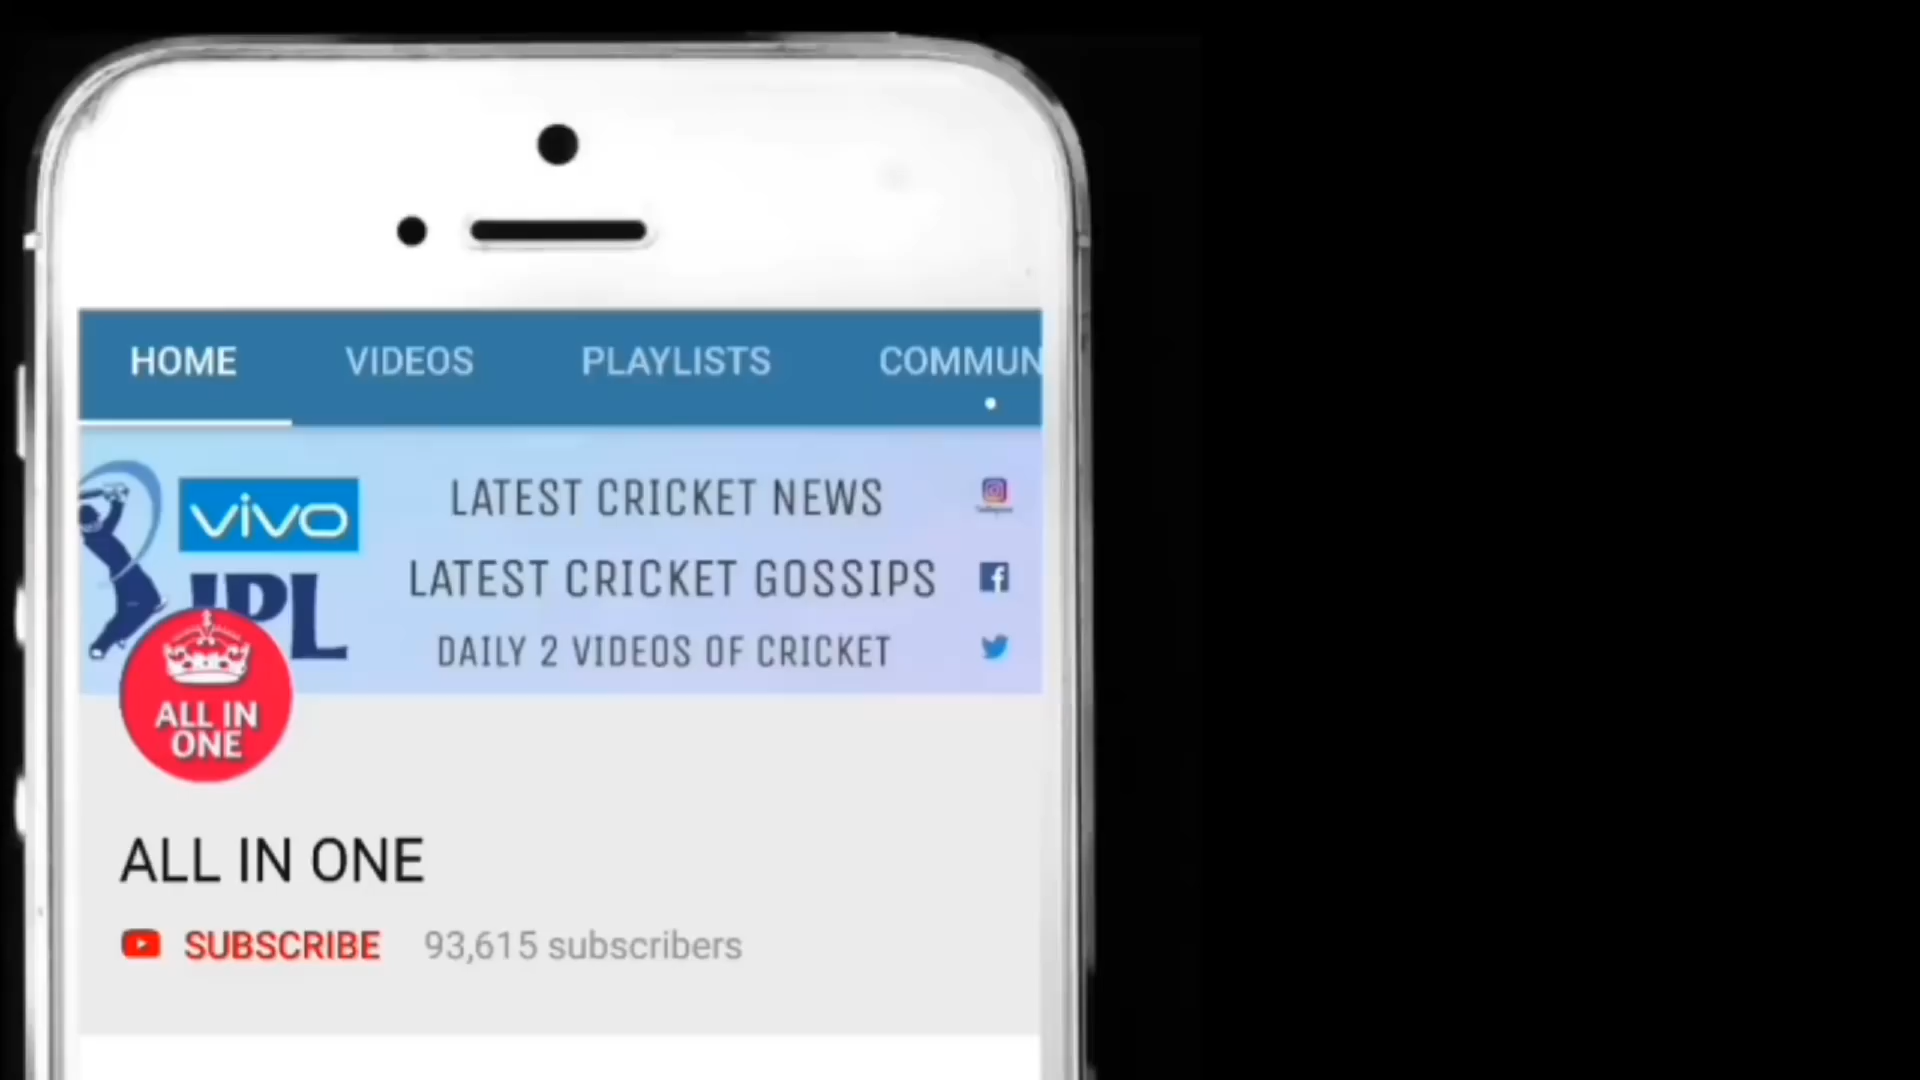 HOME VIDEOS PLAYLISTS COMMUN
vivo
IPL
LATEST CRICKET NEWS
LATEST CRICKET GOSSIPS
DAILY 2 VIDEOS OF CRICKET
ALL IN
ONE
ALL IN ONE
SUBSCRIBE 93,615 subscribers